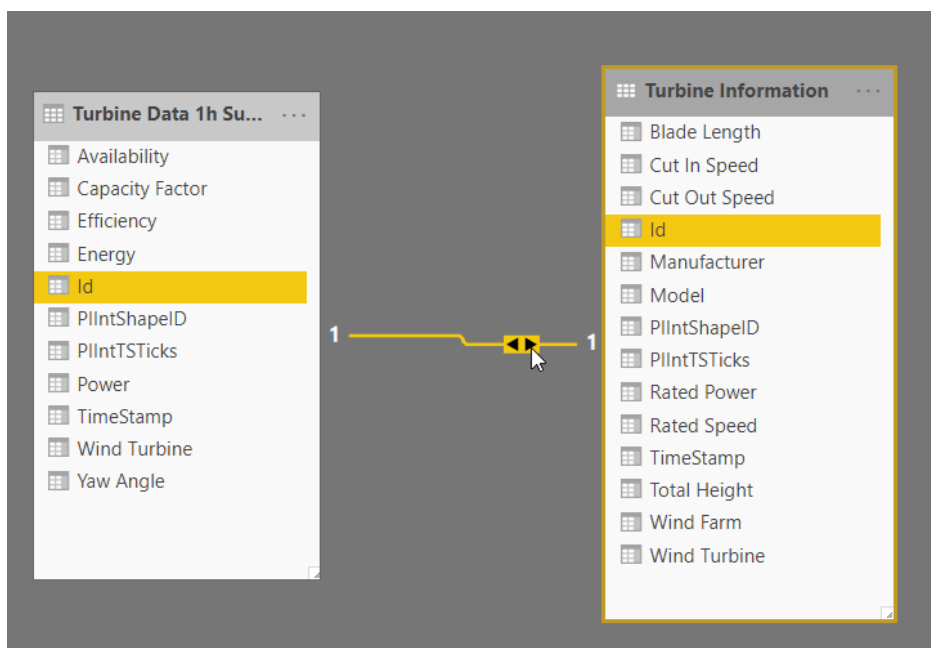 Turbine Data 1h Su... ...
Availability
Capacity Factor
Efficiency
Energy
Id
PIIntShapeID
PIIntTSTicks
Power
TimeStamp
Wind Turbine
Yaw Angle
1
1
Turbine Information ...
Blade Length
Cut In Speed
Cut Out Speed
Id
Manufacturer
Model
PIIntShapeID
PIIntTSTicks
Rated Power
Rated Speed
TimeStamp
Total Height
Wind Farm
Wind Turbine